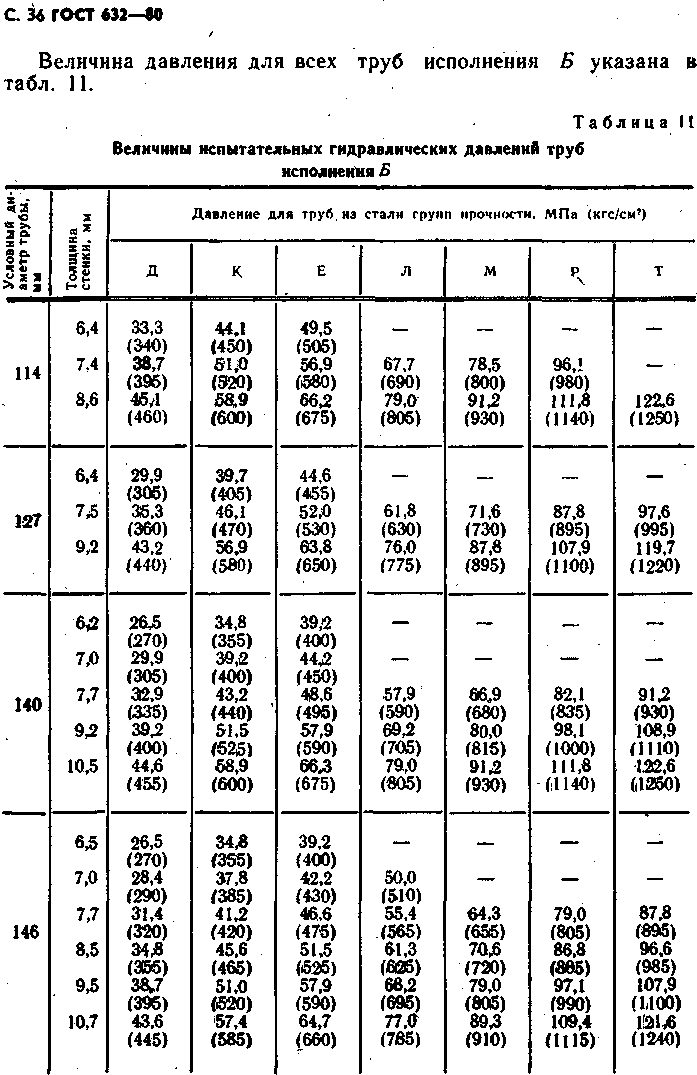 С. 36 ГОСТ 632—80
Величина давления для всех труб исполнения Б указана в
табл. 11.
Таблица 11
Величины испытательных гидравлических давлений труб
исполнения Б
Условный ди-
аметр трубы,
мм
Толщина
стенки, мм
Давление для труб из стали групп прочности, МПа (кгс/см²)
Д К Е Л М Р Т
114
6,4 33,3 44,1 49,5 — — — —
(340) (450) (505)
7,4 38,7 51,0 56,9 67,7 78,5 96,1 —
(395) (520) (580) (690) (800) (980)
8,6 45,1 58,9 66,2 79,0 91,2 111,8 122,6
(460) (600) (675) (805) (930) (1140) (1250)
127
6,4 29,9 39,7 44,6 — — — —
(305) (405) (455)
7,5 35,3 46,1 52,0 61,8 71,6 87,8 97,6
(360) (470) (530) (630) (730) (895) (995)
9,2 43,2 56,9 63,8 76,0 87,8 107,9 119,7
(440) (580) (650) (775) (895) (1100) (1220)
140
6,2 26,5 34,8 39,2 — — — —
(270) (355) (400)
7,0 29,9 39,2 44,2 — — — —
(305) (400) (450)
7,7 32,9 43,2 48,6 57,9 66,9 82,1 91,2
(335) (440) (495) (590) (680) (835) (930)
9,2 39,2 51,5 57,9 69,2 80,0 98,1 108,9
(400) (525) (590) (705) (815) (1000) (1110)
10,5 44,6 58,9 66,3 79,0 91,2 111,8 122,6
(455) (600) (675) (805) (930) (1140) (1250)
146
6,5 26,5 34,8 39,2 — — — —
(270) (355) (400)
7,0 28,4 37,8 42,2 50,0 — — —
(290) (385) (430) (510)
7,7 31,4 41,2 46,6 55,4 64,3 79,0 87,8
(320) (420) (475) (565) (655) (805) (895)
8,5 34,8 45,6 51,5 61,3 70,6 86,8 96,6
(355) (465) (525) (625) (720) (885) (985)
9,5 38,7 51,0 57,9 68,2 79,0 97,1 107,9
(395) (520) (590) (695) (805) (990) (1100)
10,7 43,6 57,4 64,7 77,0 89,3 109,4 121,6
(445) (585) (660) (785) (910) (1115) (1240)